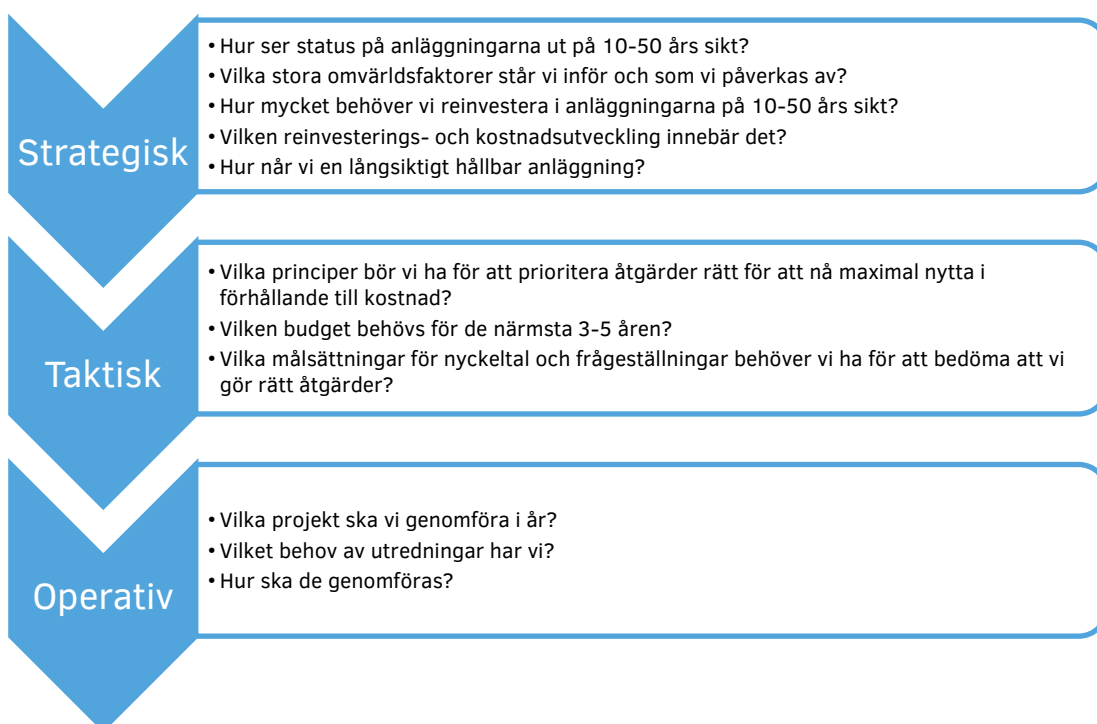 Strategisk
• Hur ser status på anläggningarna ut på 10-50 års sikt?
• Vilka stora omvärldsfaktorer står vi inför och som vi påverkas av?
• Hur mycket behöver vi reinvestera i anläggningarna på 10-50 års sikt?
• Vilken reinvesterings- och kostnadsutveckling innebär det?
• Hur når vi en långsiktigt hållbar anläggning?
Taktisk
• Vilka principer bör vi ha för att prioritera åtgärder rätt för att nå maximal nytta i
förhållande till kostnad?
• Vilken budget behövs för de närmsta 3-5 åren?
• Vilka målsättningar för nyckeltal och frågeställningar behöver vi ha för att bedöma att vi
gör rätt åtgärder?
Operativ
• Vilka projekt ska vi genomföra i år?
• Vilket behov av utredningar har vi?
• Hur ska de genomföras?